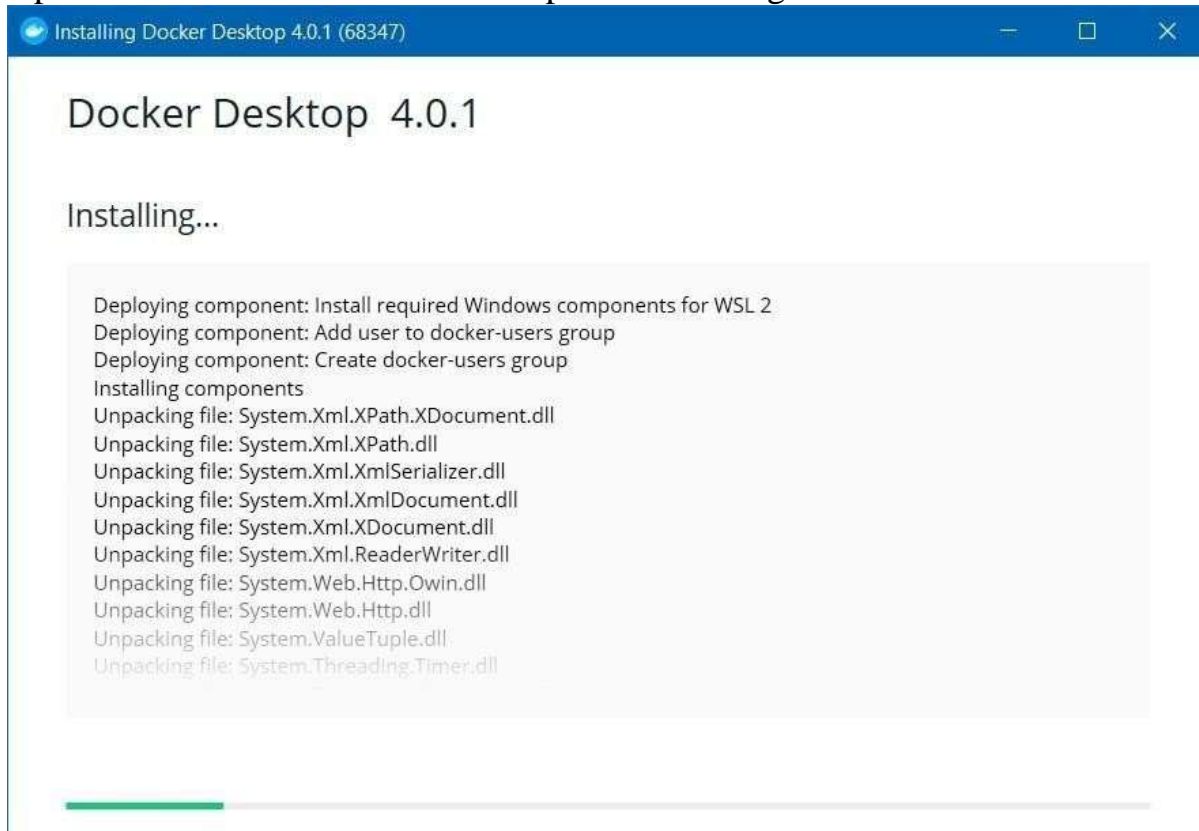 Installing Docker Desktop 4.0.1 (68347)
Docker Desktop 4.0.1
Installing...
Deploying component: Install required Windows components for WSL 2
Deploying component: Add user to docker-users group
Deploying component: Create docker-users group
Installing components
Unpacking file: System.Xml.XPath.XDocument.dll
Unpacking file: System.Xml.XPath.dll
Unpacking file: System.Xml.XmlSerializer.dll
Unpacking file: System.Xml.XmlDocument.dll
Unpacking file: System.Xml.XDocument.dll
Unpacking file: System.Xml.ReaderWriter.dll
Unpacking file: System.Web.Http.Owin.dll
Unpacking file: System.Web.Http.dll
Unpacking file: System.ValueTuple.dll
Unpacking file: System.Threading.Timer.dll